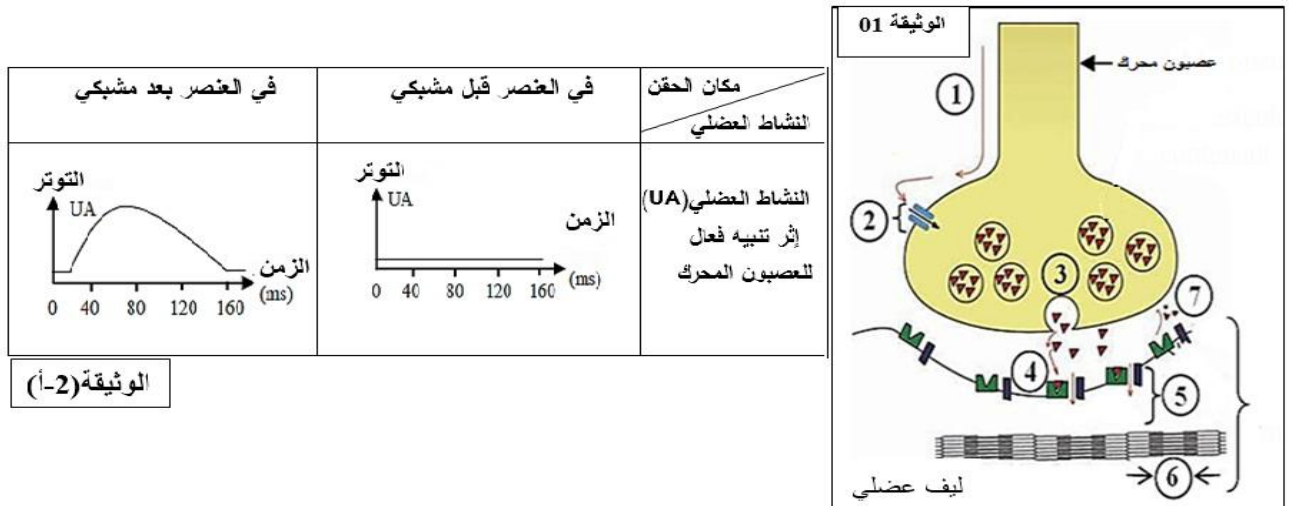 الوثيقة 01
عصبون محرك
1
2
3
4
5
6
7
ليف عضلي
مكان الحقن
النشاط العضلي
في العنصر قبل مشبكي
في العنصر بعد مشبكي
النشاط العضلي(UA)
إثر تنبيه فعال
للعصبون المحرك
التوتر
UA
الزمن
0 40 80 120 160 (ms)
التوتر
UA
الزمن
(ms)
0 40 80 120 160
الوثيقة(2-أ)